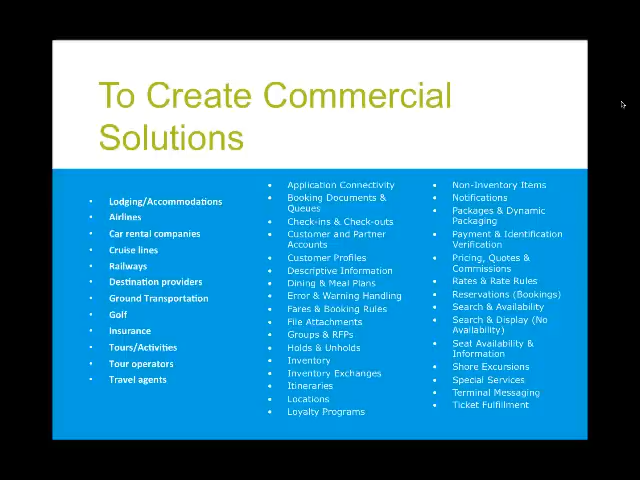 To Create Commercial
Solutions
• Lodging/Accommodations
• Airlines
• Car rental companies
• Cruise lines
• Railways
• Destination providers
• Ground Transportation
• Golf
• Insurance
• Tours/Activities
• Tour operators
• Travel agents
• Application Connectivity
• Booking Documents &
Queues
• Check-ins & Check-outs
• Customer and Partner
Accounts
• Customer Profiles
• Descriptive Information
• Dining & Meal Plans
• Error & Warning Handling
• Fares & Booking Rules
• File Attachments
• Groups & RFPs
• Holds & Unholds
• Inventory
• Inventory Exchanges
• Itineraries
• Locations
• Loyalty Programs
• Non-Inventory Items
• Notifications
• Packages & Dynamic
Packaging
• Payment & Identification
Verification
• Pricing, Quotes &
Commissions
• Rates & Rate Rules
• Reservations (Bookings)
• Search & Availability
• Search & Display (No
Availability)
• Seat Availability &
Information
• Shore Excursions
• Special Services
• Terminal Messaging
• Ticket Fulfillment